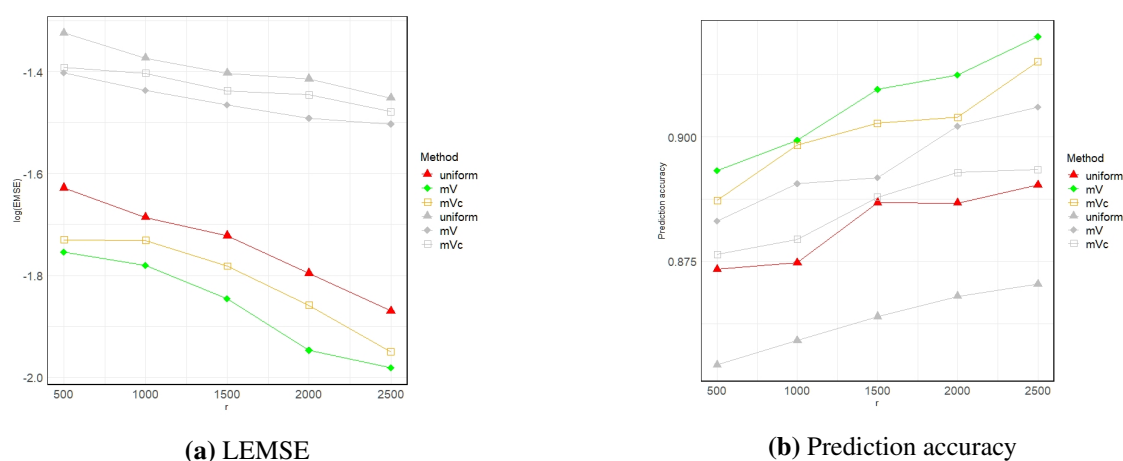 -1.4
-1.6
-1.8
-2.0
log(EMSE)
500 1000 1500 2000 2500
r
Method
uniform
mV
mVc
uniform
mV
mVc
(a) LEMSE
0.900
0.875
Prediction accuracy
500 1000 1500 2000 2500
r
Method
uniform
mV
mVc
uniform
mV
mVc
(b) Prediction accuracy